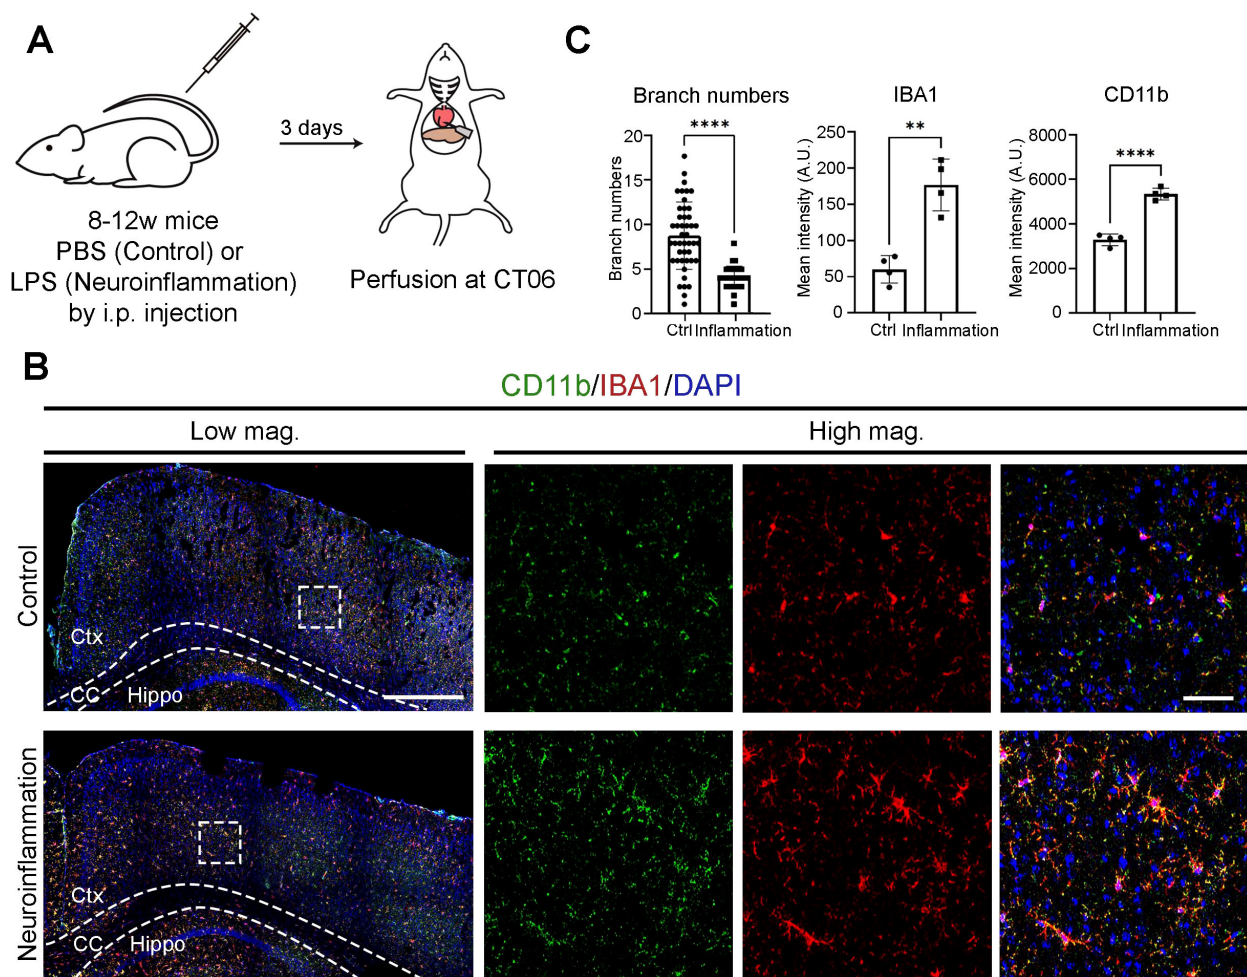 A
3 days
8-12w mice
PBS (Control) or
LPS (Neuroinflammation)
by i.p. injection
Perfusion at CT06
C
Branch numbers
Branch numbers
20
15
10
5
0
****
Ctrl Inflammation
IBA1
Mean intensity (A.U.)
250
200
150
100
50
0
**
Ctrl Inflammation
CD11b
Mean intensity (A.U.)
8000
6000
4000
2000
0
****
Ctrl Inflammation
B
CD11b/IBA1/DAPI
Low mag.
High mag.
Control
Ctx
CC
Hippo
Neuroinflammation
Ctx
CC
Hippo